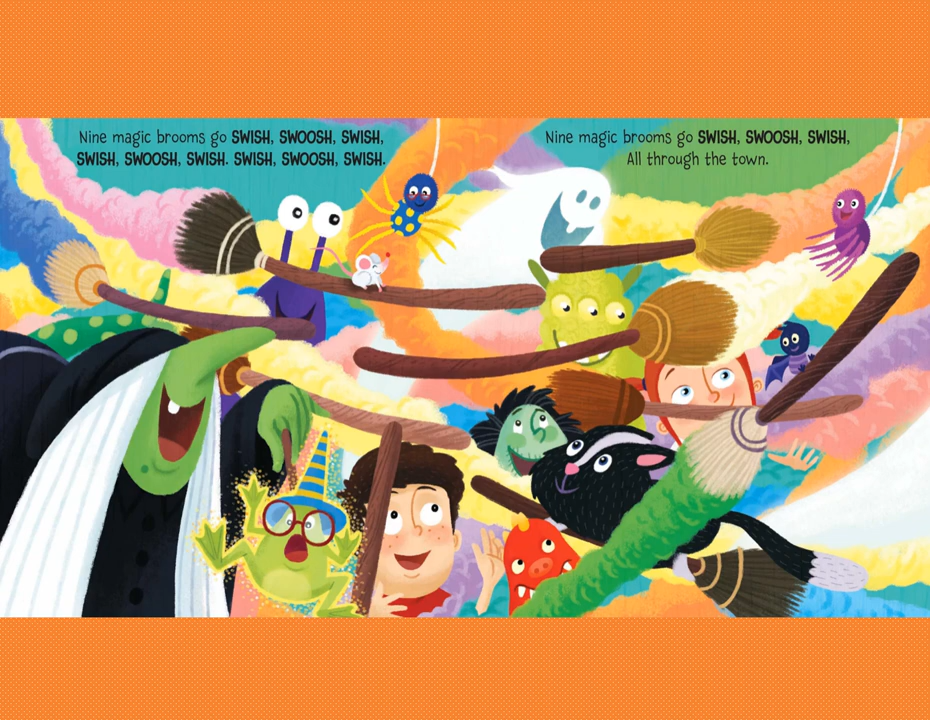 Nine magic brooms go SWISH, SWOOSH, SWISH,
SWISH, SWOOSH, SWISH. SWISH, SWOOSH, SWISH.
Nine magic brooms go SWISH, SWOOSH, SWISH,
All through the town.